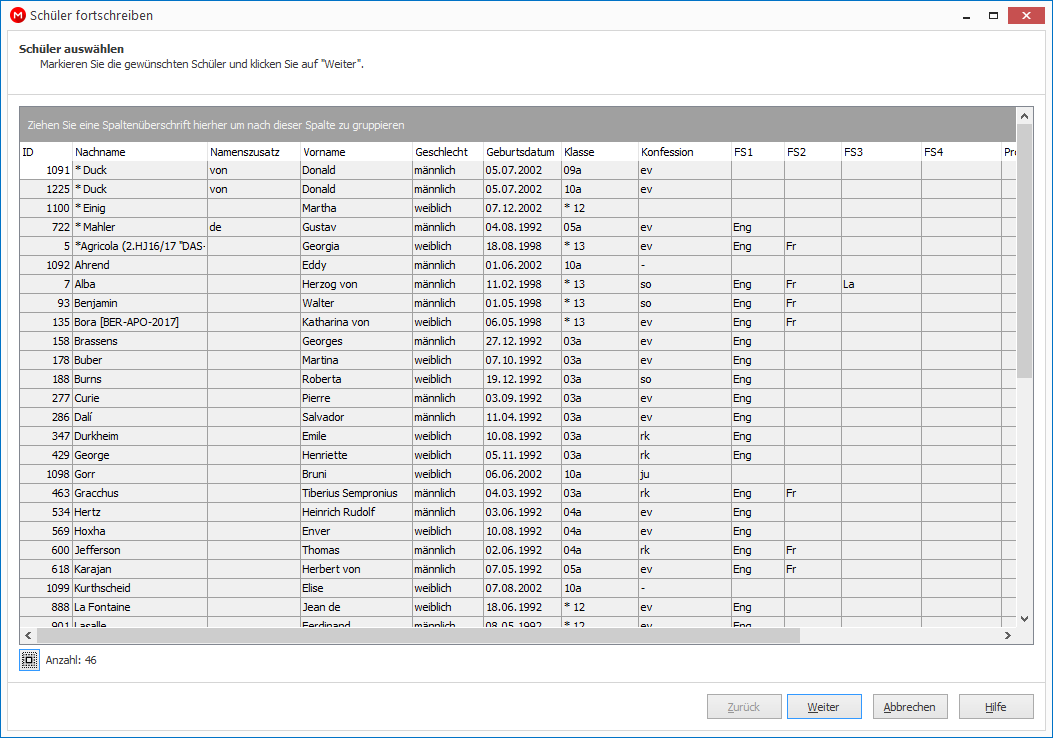 Schüler fortschreiben
Schüler auswählen
Markieren Sie die gewünschten Schüler und klicken Sie auf "Weiter".
Ziehen Sie eine Spaltenüberschrift hierher um nach dieser Spalte zu gruppieren
ID Nachname Namenszusatz Vorname Geschlecht Geburtsdatum Klasse Konfession FS1 FS2 FS3 FS4 Pro
1091 * Duck von Donald männlich 05.07.2002 09a ev
1225 * Duck von Donald männlich 05.07.2002 10a ev
1100 * Einig Martha weiblich 07.12.2002 * 12
722 * Mahler de Gustav männlich 04.08.1992 05a ev Eng
5 *Agricola (2.HJ16/17 "DAS- Georgia weiblich 18.08.1998 * 13 ev Eng Fr
1092 Ahrend Eddy männlich 01.06.2002 10a -
7 Alba Herzog von männlich 11.02.1998 * 13 so Eng Fr La
93 Benjamin Walter männlich 01.05.1998 * 13 so Eng Fr
135 Bora [BER-APO-2017] Katharina von weiblich 06.05.1998 * 13 ev Eng Fr
158 Brassens Georges männlich 27.12.1992 03a ev Eng
178 Buber Martina weiblich 07.10.1992 03a ev Eng
188 Burns Roberta weiblich 19.12.1992 03a so Eng
277 Curie Pierre männlich 03.09.1992 03a ev Eng
286 Dalí Salvador männlich 11.04.1992 03a ev Eng
347 Durkheim Emile weiblich 10.08.1992 03a rk Eng
429 George Henriette weiblich 05.11.1992 03a rk Eng
1098 Gorr Bruni weiblich 06.06.2002 10a ju
463 Gracchus Tiberius Sempronius männlich 04.03.1992 03a rk Eng Fr
534 Hertz Heinrich Rudolf männlich 03.06.1992 04a ev Eng
569 Hoxha Enver weiblich 10.08.1992 04a ev Eng
600 Jefferson Thomas männlich 02.06.1992 04a rk Eng Fr
618 Karajan Herbert von männlich 07.05.1992 05a ev Eng Fr
1099 Kurthscheid Elise weiblich 07.08.2002 10a -
888 La Fontaine Jean de weiblich 18.06.1992 * 12 ev Eng
901 Lasalle Ferdinand männlich 08.05.1992 * 12 ev Eng
Anzahl: 46
Zurück Weiter Abbrechen Hilfe